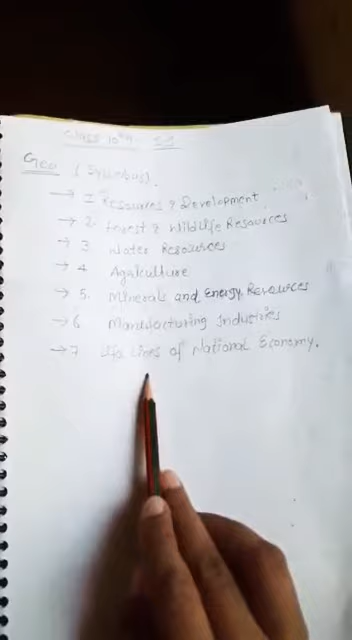 Class 10th S.S
Geo (Syllabus).
→ 1 Resources & Development
→ 2. Forest & Wildlife Resources
→ 3 Water Resources
→ 4 Agriculture
→ 5. Minerals and Energy Resources
→ 6 Manufacturing Industries
→ 7 Life Lines of National Economy.